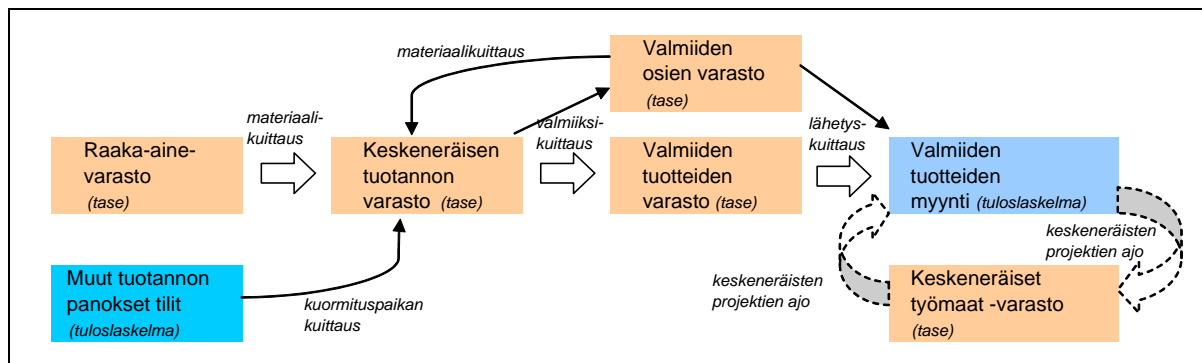 materiaalikuittaus
Valmiiden
osien varasto
(tase)
materiaali-
kuittaus
valmiiksi-
kuittaus
lähetys-
kuittaus
Raaka-aine-
varasto
(tase)
Keskeneräisen
tuotannon
varasto (tase)
Valmiiden
tuotteiden
varasto (tase)
Valmiiden
tuotteiden
myynti (tuloslaskelma)
keskeneräisten
projektien ajo
Muut tuotannon
panokset tilit
(tuloslaskelma)
kuormituspaikan
kuittaus
keskeneräisten
projektien ajo
Keskeneräiset
työmaat -varasto
(tase)